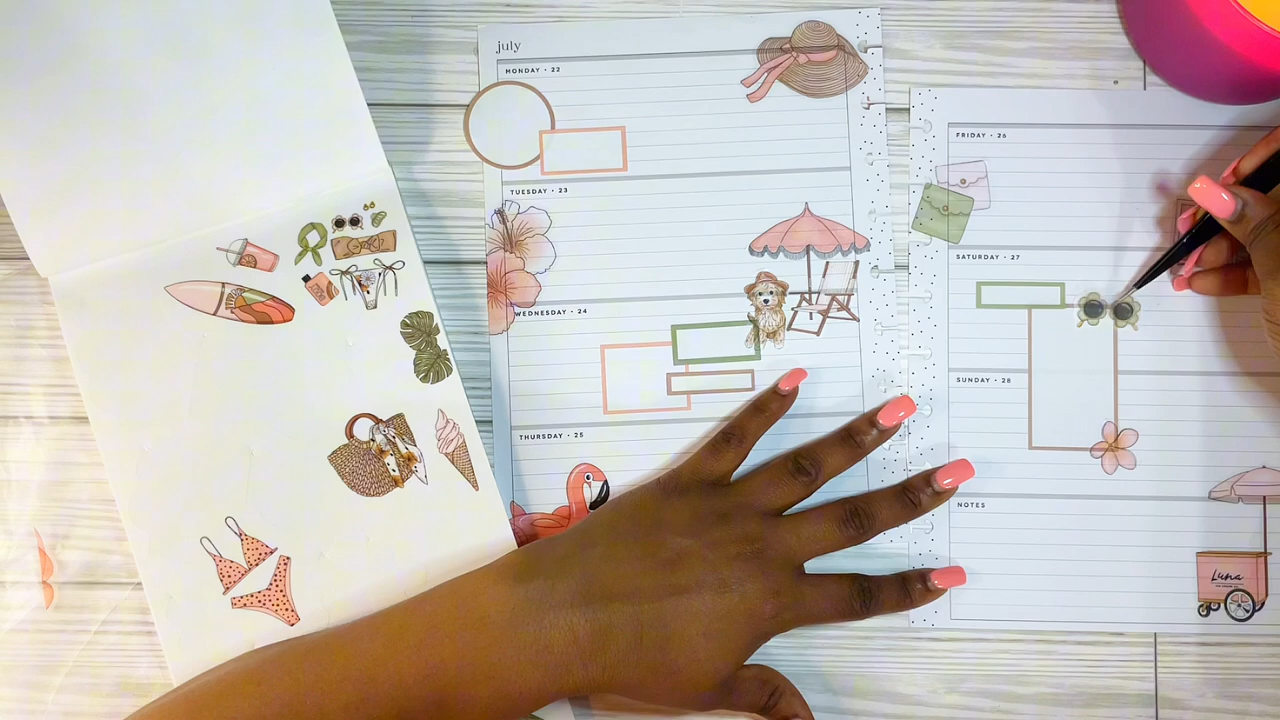 july
MONDAY • 22
TUESDAY • 23
WEDNESDAY • 24
THURSDAY • 25
FRIDAY • 26
SATURDAY • 27
SUNDAY • 28
NOTES
Luna